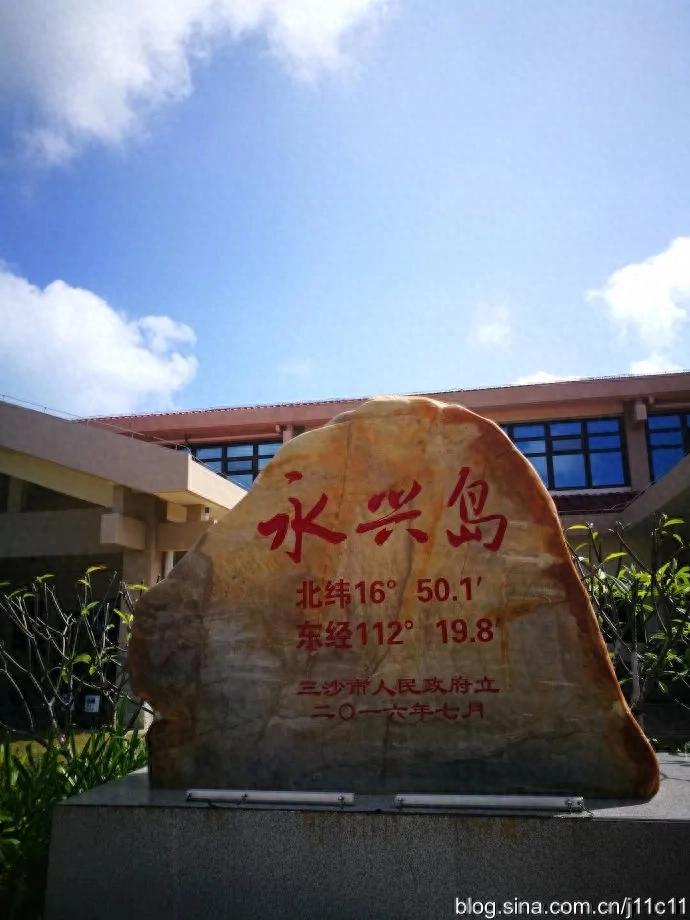 永兴岛
北纬16° 50.1′
东经112° 19.8′
三沙市人民政府立
二〇一六年七月
blog.sina.com.cn/j11c11